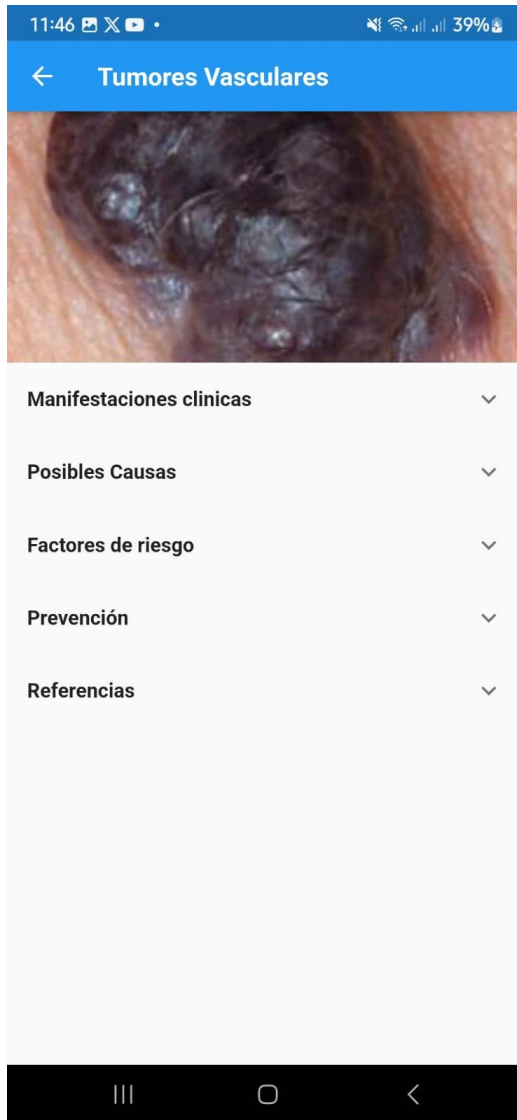 11:46 39%
Tumores Vasculares
Manifestaciones clinicas
Posibles Causas
Factores de riesgo
Prevención
Referencias